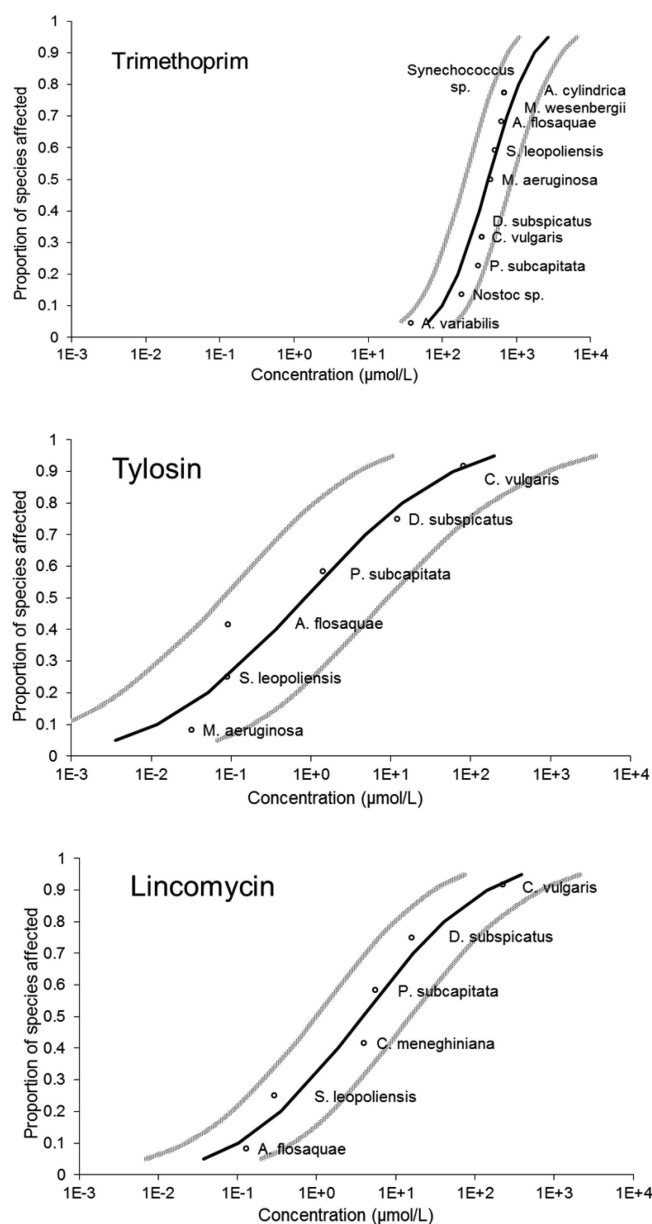 Trimethoprim
Proportion of species affected
1
0.9
0.8
0.7
0.6
0.5
0.4
0.3
0.2
0.1
0
Synechococcus
sp.
A. cylindrica
M. wesenbergii
A. flosaquae
S. leopoliensis
M. aeruginosa
D. subspicatus
C. vulgaris
P. subcapitata
Nostoc sp.
A. variabilis
1E-3 1E-2 1E-1 1E+0 1E+1 1E+2 1E+3 1E+4
Concentration (µmol/L)
Tylosin
Proportion of species affected
1
0.9
0.8
0.7
0.6
0.5
0.4
0.3
0.2
0.1
0
C. vulgaris
D. subspicatus
P. subcapitata
A. flosaquae
S. leopoliensis
M. aeruginosa
1E-3 1E-2 1E-1 1E+0 1E+1 1E+2 1E+3 1E+4
Concentration (µmol/L)
Lincomycin
Proportion of species affected
1
0.9
0.8
0.7
0.6
0.5
0.4
0.3
0.2
0.1
0
C. vulgaris
D. subspicatus
P. subcapitata
C. meneghiniana
S. leopoliensis
A. flosaquae
1E-3 1E-2 1E-1 1E+0 1E+1 1E+2 1E+3 1E+4
Concentration (µmol/L)